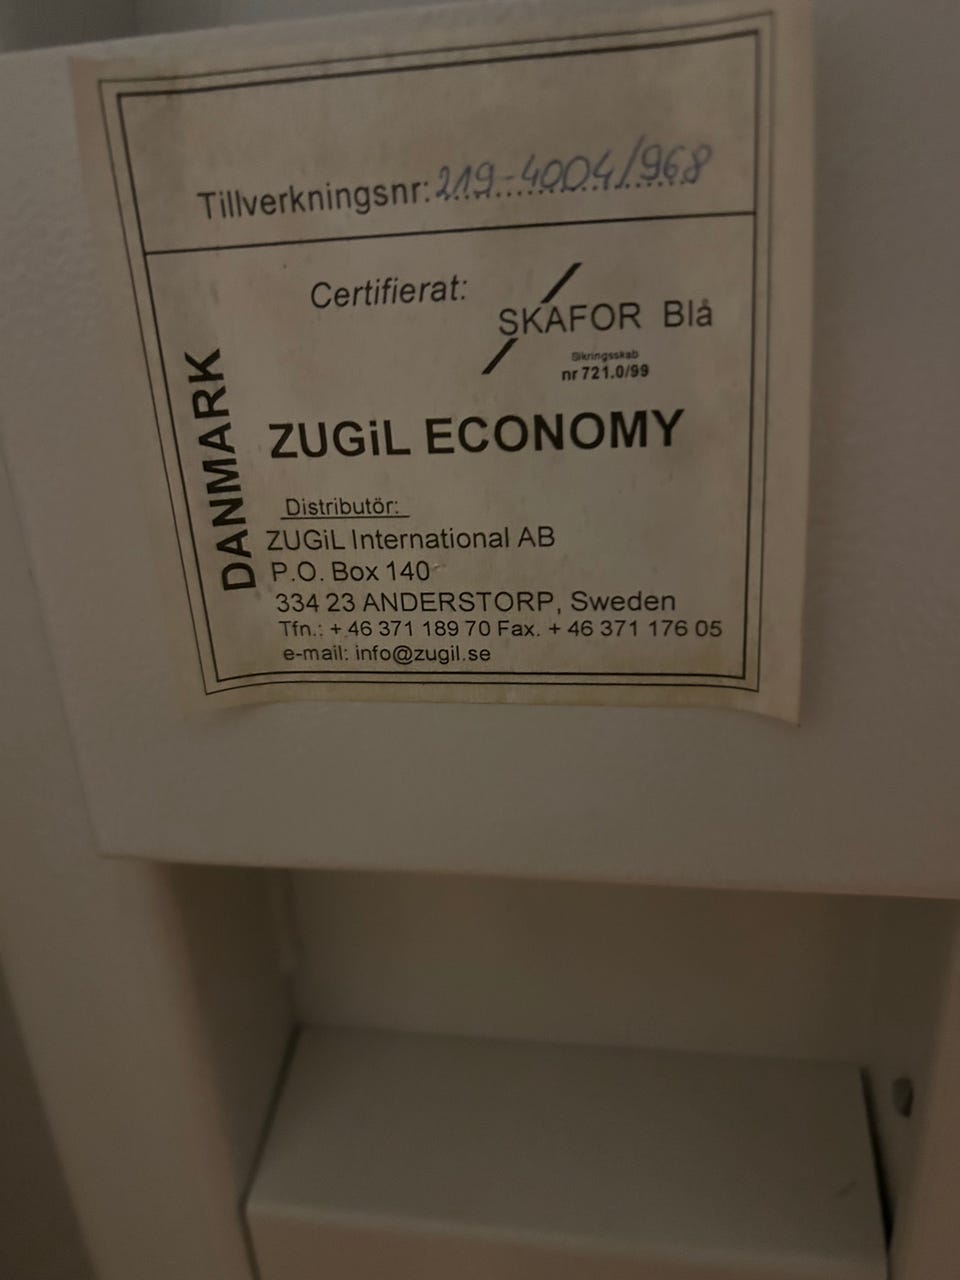 Tillverkningsnr: 219-4004/968
Certifierat:
SKAFOR Blå
Sikringsskab
nr 721.0/99
DANMARK
ZUGiL ECONOMY
Distributör:
ZUGiL International AB
P.O. Box 140
334 23 ANDERSTORP, Sweden
Tfn.: + 46 371 189 70 Fax. + 46 371 176 05
e-mail: info@zugil.se